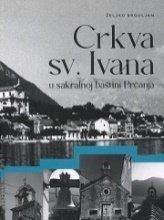 ŽELJKO BRGULJAN
Crkva
sv. Ivana
u sakralnoj baštini Prčanja